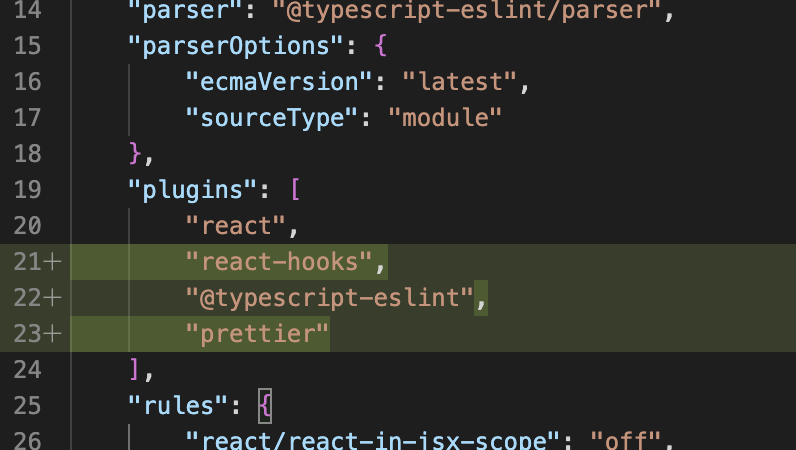 14 "parser": "@typescript-eslint/parser",
15 "parserOptions": {
16 "ecmaVersion": "latest",
17 "sourceType": "module"
18 },
19 "plugins": [
20 "react",
21+ "react-hooks",
22+ "@typescript-eslint",
23+ "prettier"
24 ],
25 "rules": {
26 "react/react-in-jsx-scope": "off",